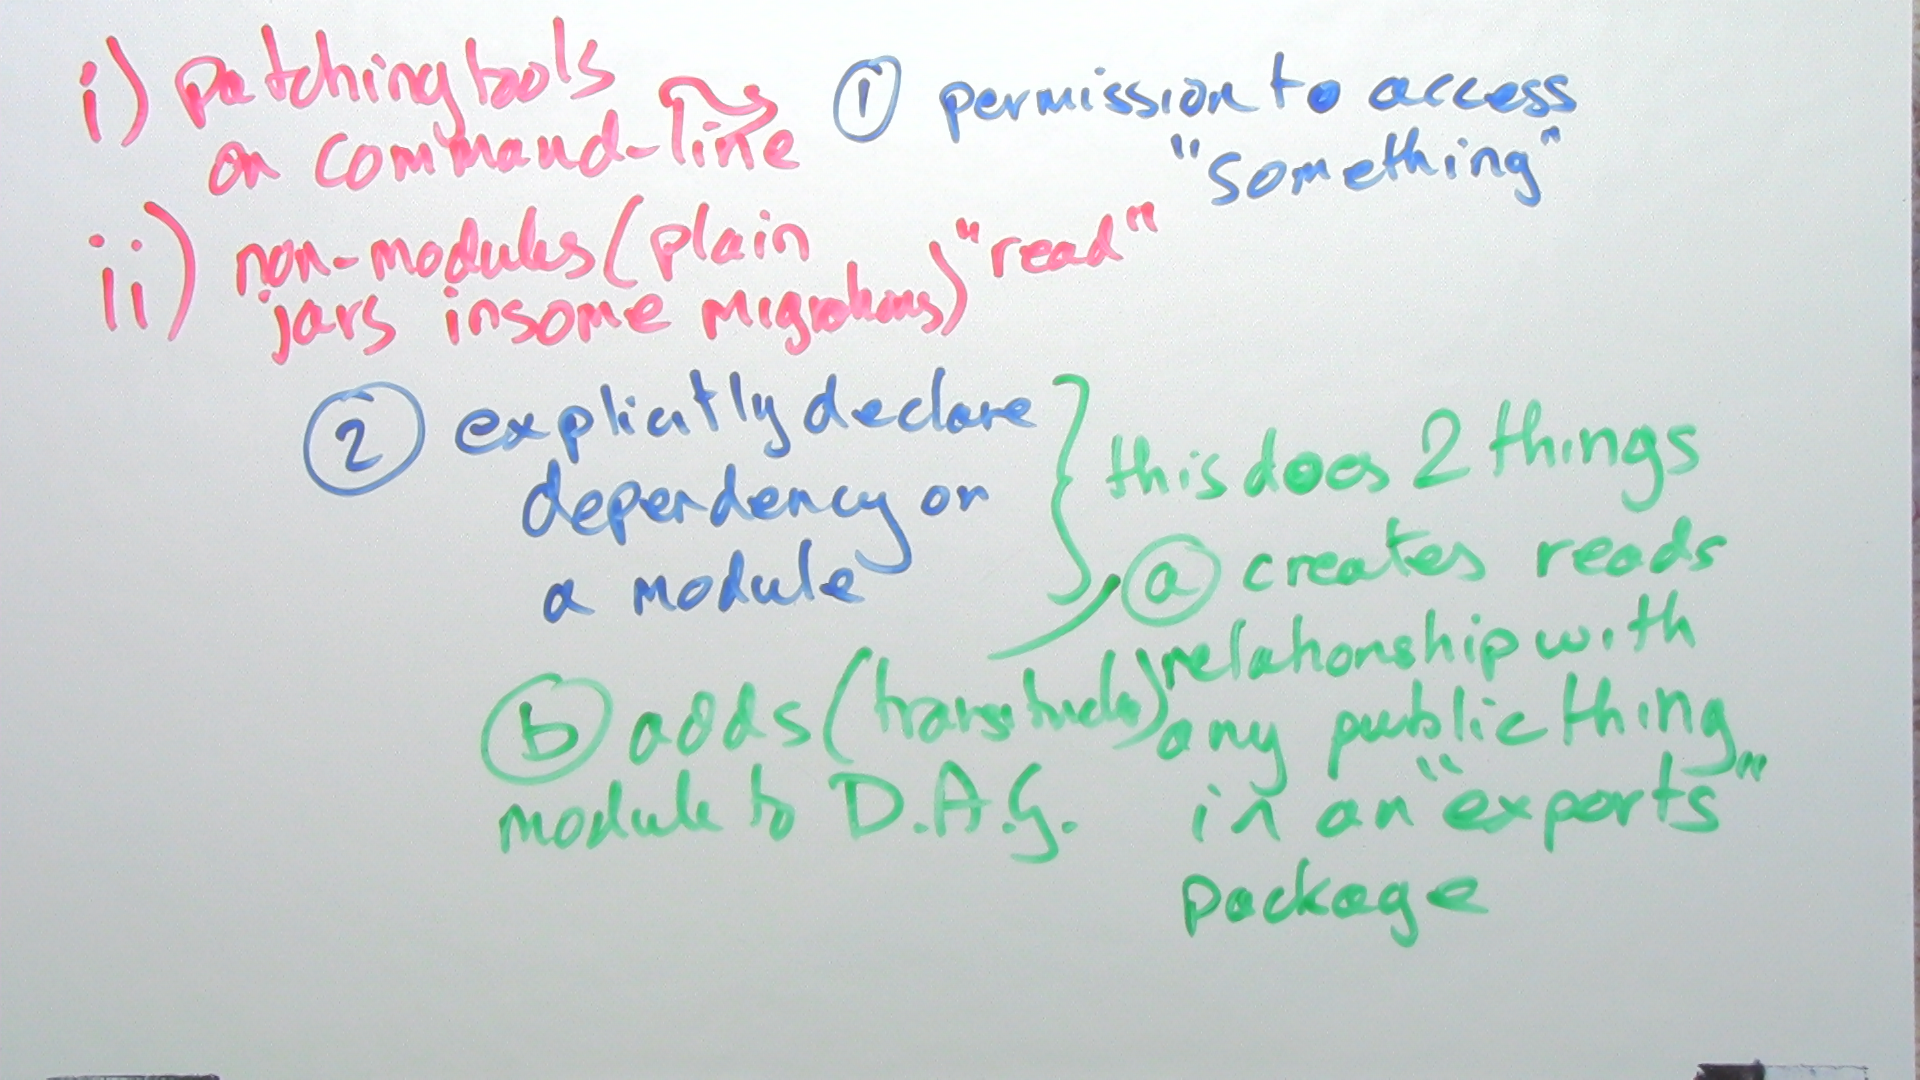 i) patching tools
on command-line
① permission to access
"something"
ii) non-modules (plain
jars in some migrations) "read"
② explicitly declare
dependency on
a module
this does 2 things
ⓐ creates reads
relationship with
any public thing
in an "exports"
package
ⓑ adds (transitively)
module to D.A.G.